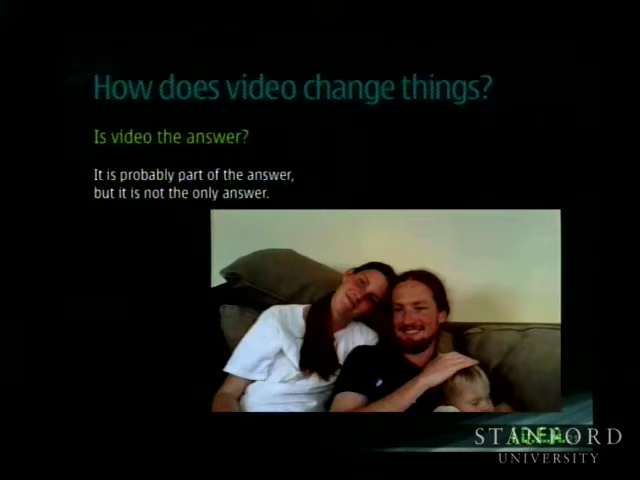 How does video change things?
Is video the answer?
It is probably part of the answer,
but it is not the only answer.
STANFORD
UNIVERSITY